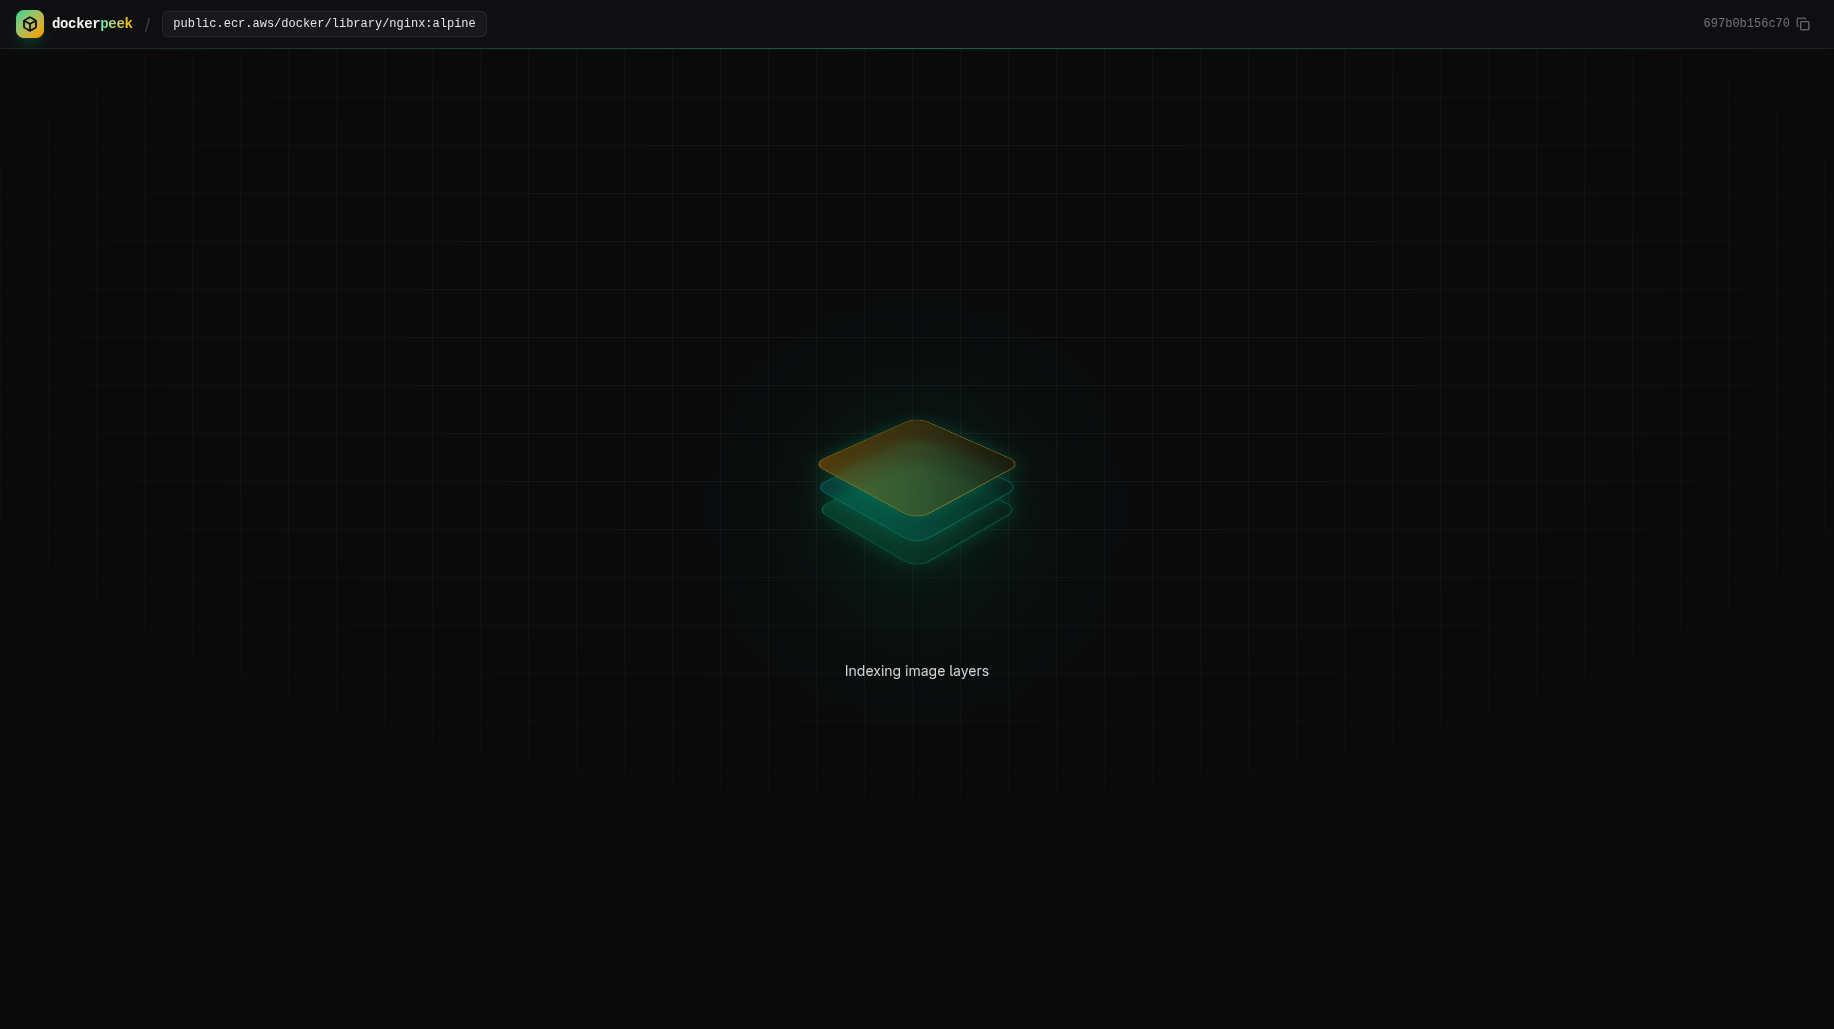 dockerpeek / public.ecr.aws/docker/library/nginx:alpine 697b0b156c70
Indexing image layers